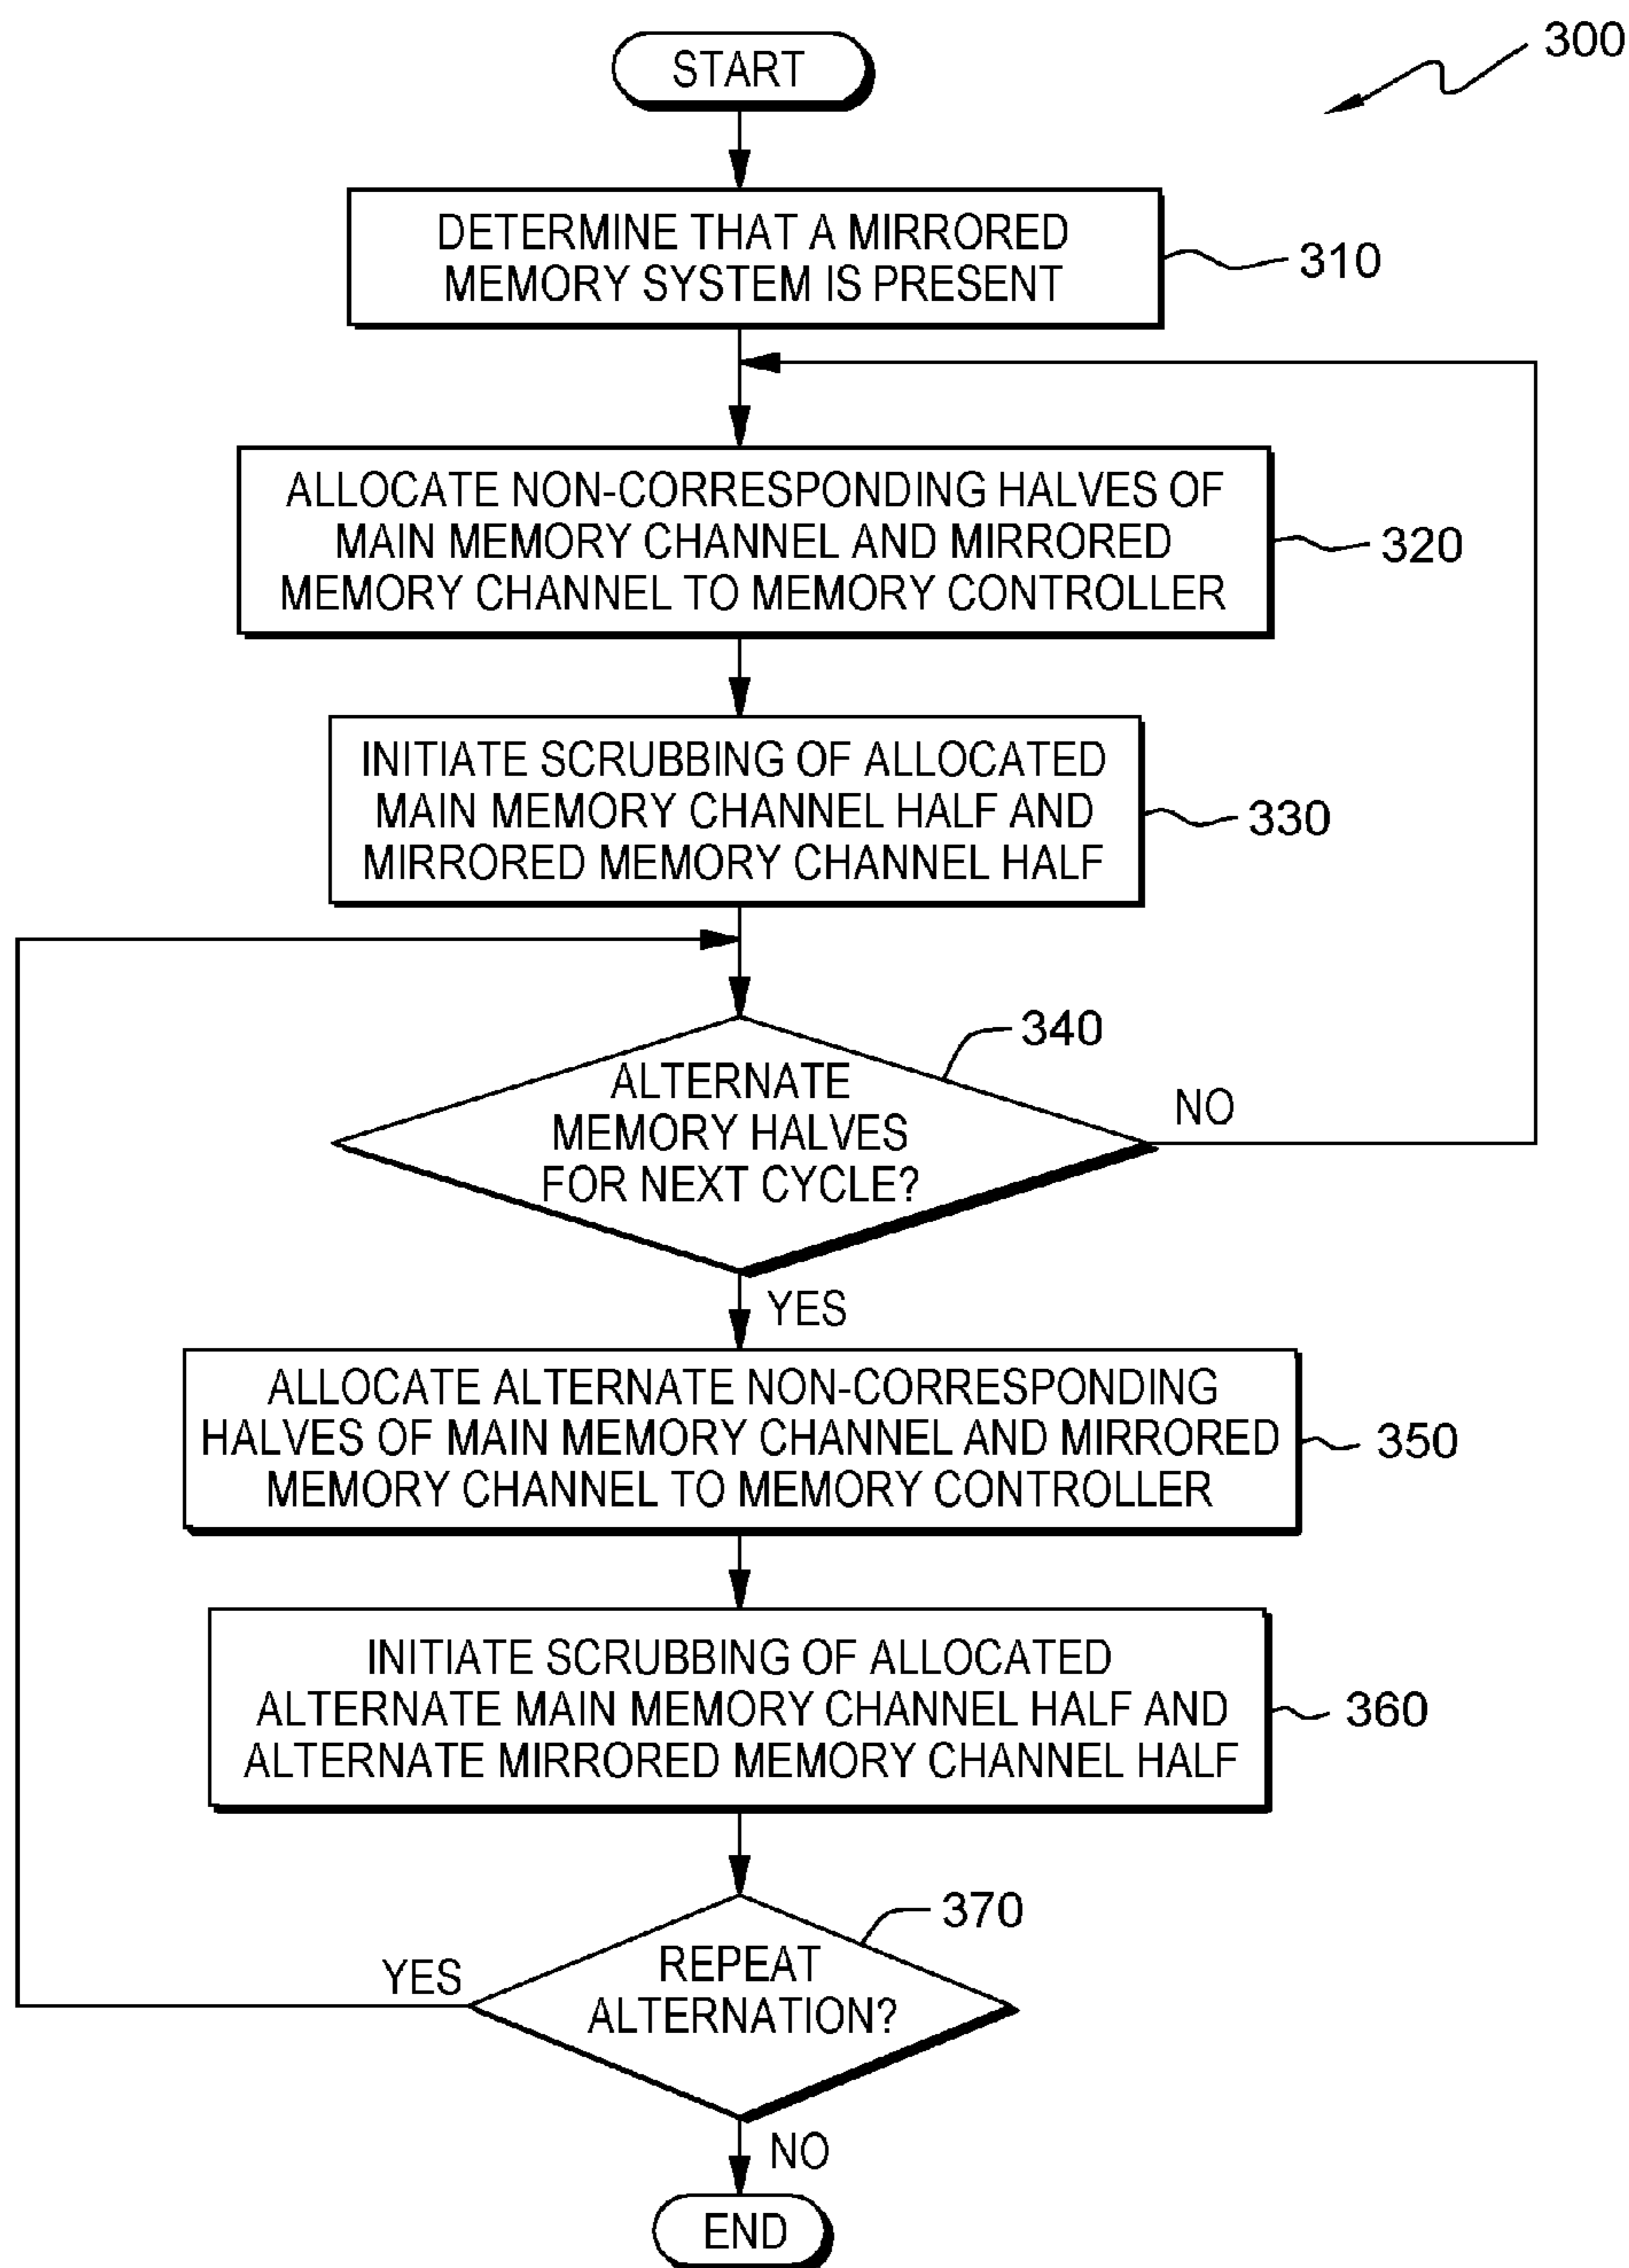 START
300
DETERMINE THAT A MIRRORED
MEMORY SYSTEM IS PRESENT
310
ALLOCATE NON-CORRESPONDING HALVES OF
MAIN MEMORY CHANNEL AND MIRRORED
MEMORY CHANNEL TO MEMORY CONTROLLER
320
INITIATE SCRUBBING OF ALLOCATED
MAIN MEMORY CHANNEL HALF AND
MIRRORED MEMORY CHANNEL HALF
330
340
ALTERNATE
MEMORY HALVES
FOR NEXT CYCLE?
NO
YES
ALLOCATE ALTERNATE NON-CORRESPONDING
HALVES OF MAIN MEMORY CHANNEL AND MIRRORED
MEMORY CHANNEL TO MEMORY CONTROLLER
350
INITIATE SCRUBBING OF ALLOCATED
ALTERNATE MAIN MEMORY CHANNEL HALF AND
ALTERNATE MIRRORED MEMORY CHANNEL HALF
360
370
REPEAT
ALTERNATION?
YES
NO
END